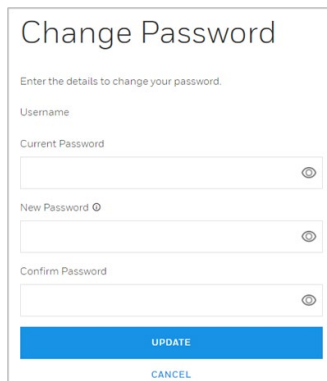 Change Password
Enter the details to change your password.
Username
Current Password
New Password
Confirm Password
UPDATE
CANCEL